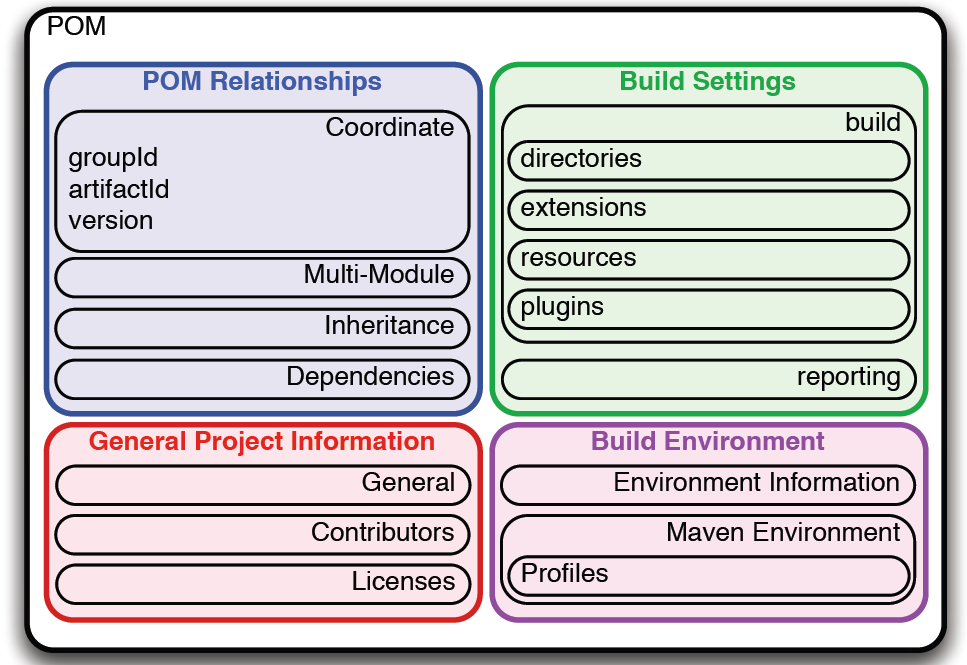 POM
POM Relationships
Coordinate
groupId
artifactId
version
Multi-Module
Inheritance
Dependencies
Build Settings
build
directories
extensions
resources
plugins
reporting
General Project Information
General
Contributors
Licenses
Build Environment
Environment Information
Maven Environment
Profiles